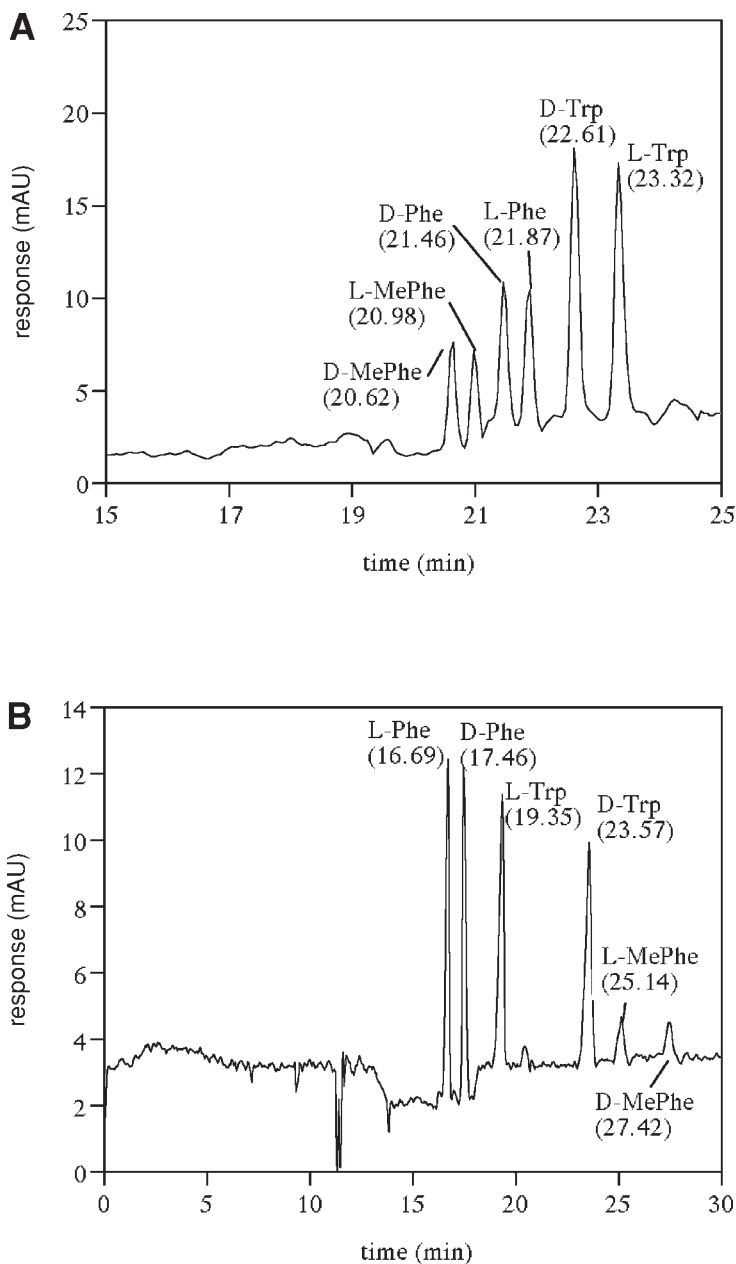 A
25
20
15
10
5
0
response (mAU)
D-Trp
(22.61)
L-Trp
(23.32)
D-Phe
(21.46)
L-Phe
(21.87)
L-MePhe
(20.98)
D-MePhe
(20.62)
15 17 19 21 23 25
time (min)
B
14
12
10
8
6
4
2
0
response (mAU)
L-Phe
(16.69)
D-Phe
(17.46)
L-Trp
(19.35)
D-Trp
(23.57)
L-MePhe
(25.14)
D-MePhe
(27.42)
0 5 10 15 20 25 30
time (min)